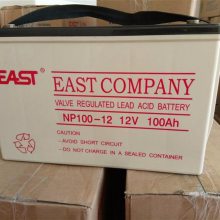 EAST
EAST COMPANY
VALVE REGULATED LEAD ACID BATTERY
NP100-12 12V 100Ah
CAUTION
• AVOID SHORT CIRCUIT
• DO NOT CHARGE IN A SEALED CONTAINER